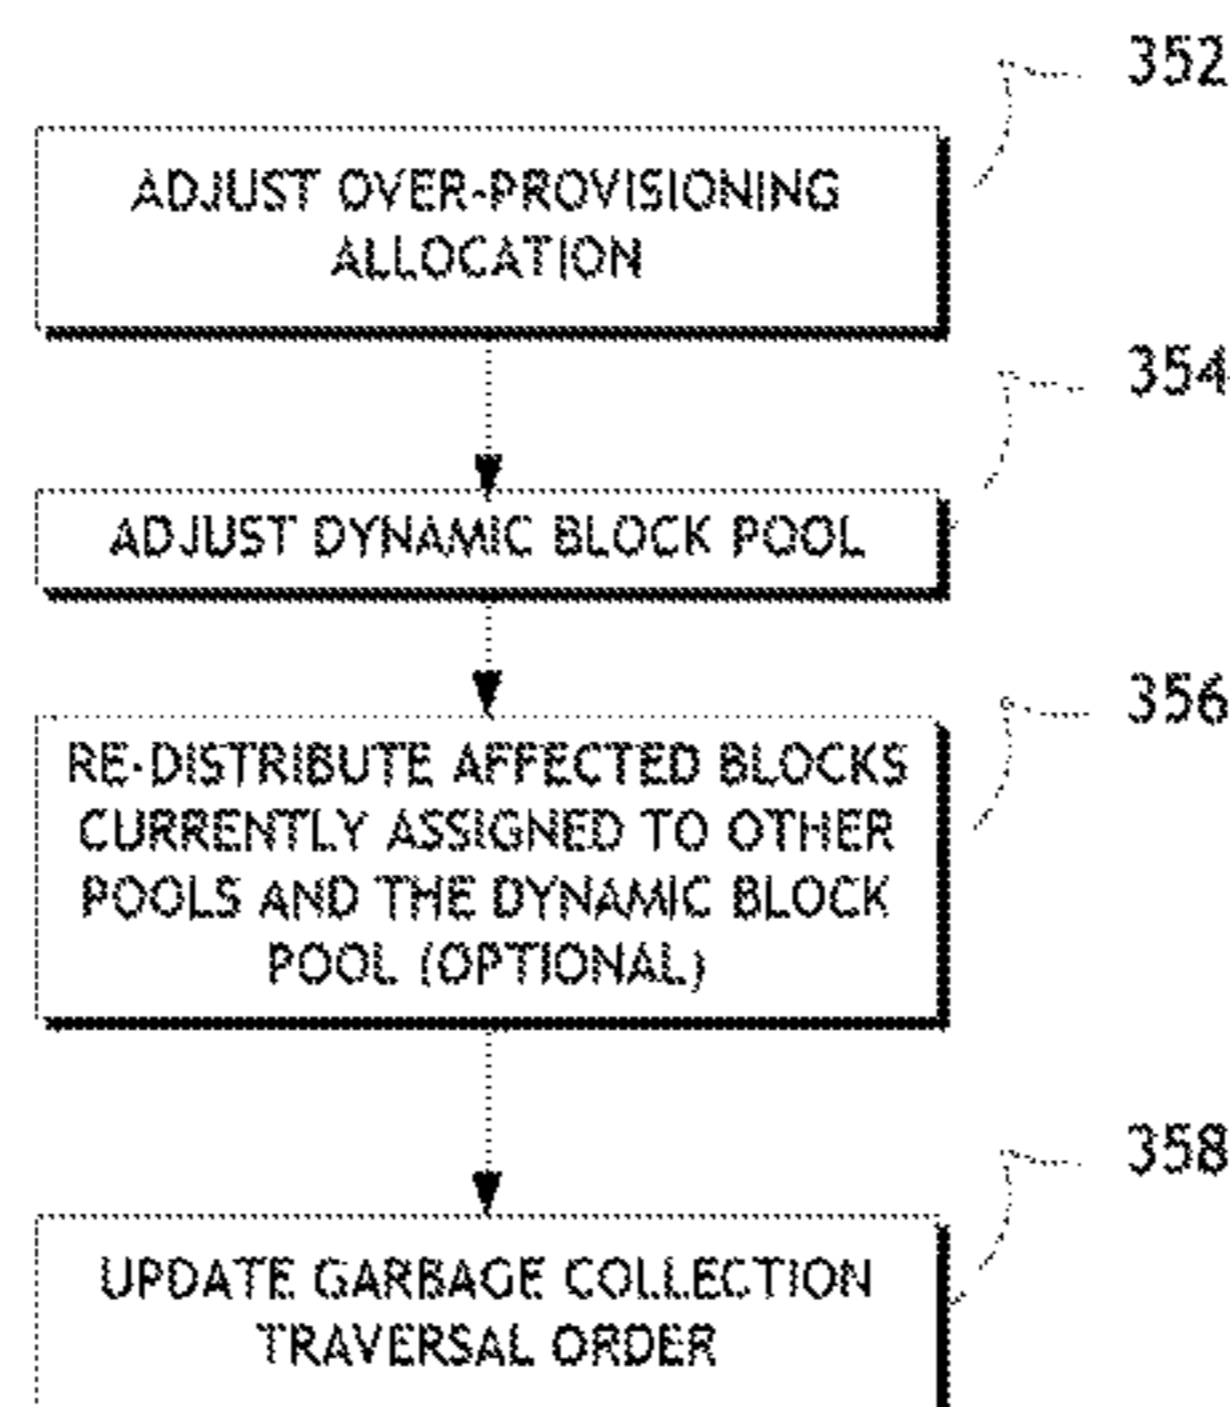 352
ADJUST OVER-PROVISIONING
ALLOCATION
354
ADJUST DYNAMIC BLOCK POOL
356
RE-DISTRIBUTE AFFECTED BLOCKS
CURRENTLY ASSIGNED TO OTHER
POOLS AND THE DYNAMIC BLOCK
POOL (OPTIONAL)
358
UPDATE GARBAGE COLLECTION
TRAVERSAL ORDER